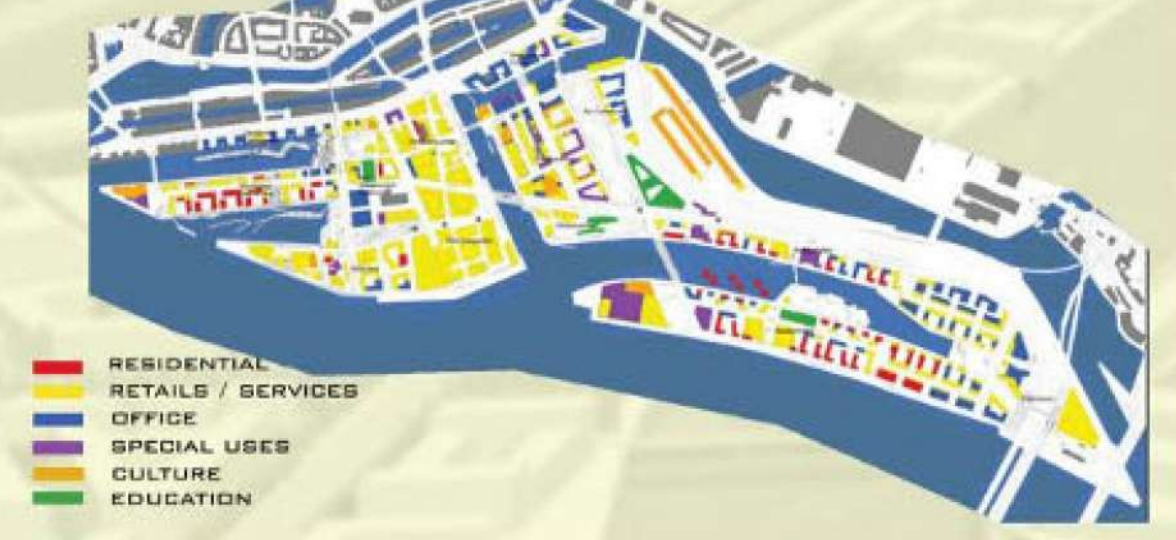 RESIDENTIAL
RETAILS / SERVICES
OFFICE
SPECIAL USES
CULTURE
EDUCATION